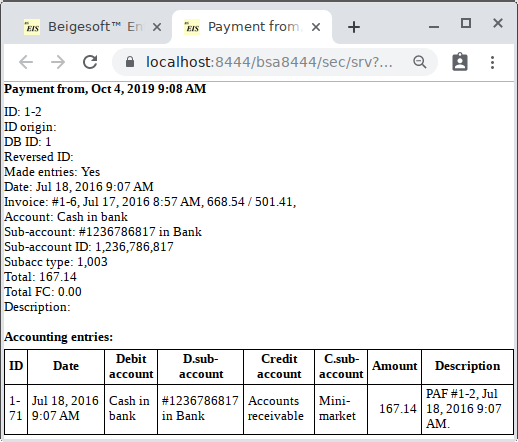 EIS Beigesoft™ En
EIS Payment from,
localhost:8444/bsa8444/sec/srv?...
Payment from, Oct 4, 2019 9:08 AM
ID: 1-2
ID origin:
DB ID: 1
Reversed ID:
Made entries: Yes
Date: Jul 18, 2016 9:07 AM
Invoice: #1-6, Jul 17, 2016 8:57 AM, 668.54 / 501.41,
Account: Cash in bank
Sub-account: #1236786817 in Bank
Sub-account ID: 1,236,786,817
Subacc type: 1,003
Total: 167.14
Total FC: 0.00
Description:
Accounting entries:
ID Date Debit account D.sub-account Credit account C.sub-account Amount Description
1-71 Jul 18, 2016 9:07 AM Cash in bank #1236786817 in Bank Accounts receivable Mini-market 167.14 PAF #1-2, Jul 18, 2016 9:07 AM.